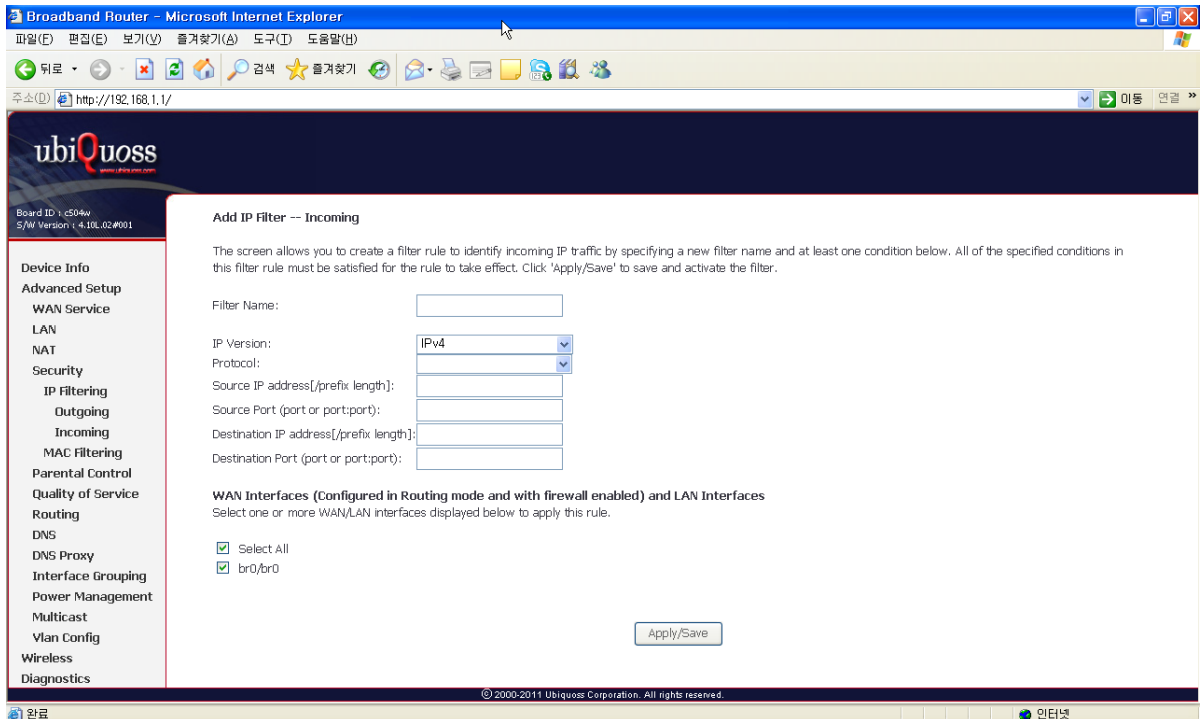 Broadband Router - Microsoft Internet Explorer
파일(F) 편집(E) 보기(V) 즐겨찾기(A) 도구(T) 도움말(H)
뒤로 검색 즐겨찾기
주소(D) http://192.168.1.1/ 이동 연결 »
ubiQuoss
www.ubiquoss.com
Board ID : c504w
S/W Version : 4.10L.02#001
Device Info
Advanced Setup
WAN Service
LAN
NAT
Security
IP Filtering
Outgoing
Incoming
MAC Filtering
Parental Control
Quality of Service
Routing
DNS
DNS Proxy
Interface Grouping
Power Management
Multicast
Vlan Config
Wireless
Diagnostics
Add IP Filter -- Incoming
The screen allows you to create a filter rule to identify incoming IP traffic by specifying a new filter name and at least one condition below. All of the specified conditions in
this filter rule must be satisfied for the rule to take effect. Click 'Apply/Save' to save and activate the filter.
Filter Name:
IP Version: IPv4
Protocol:
Source IP address[/prefix length]:
Source Port (port or port:port):
Destination IP address[/prefix length]:
Destination Port (port or port:port):
WAN Interfaces (Configured in Routing mode and with firewall enabled) and LAN Interfaces
Select one or more WAN/LAN interfaces displayed below to apply this rule.
Select All
br0/br0
Apply/Save
© 2000-2011 Ubiquoss Corporation. All rights reserved.
완료 인터넷